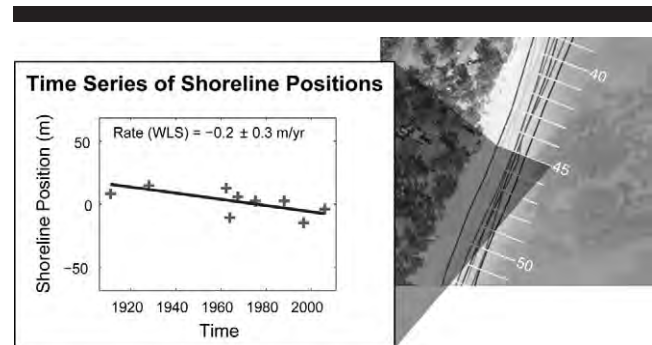 Time Series of Shoreline Positions
Rate (WLS) = −0.2 ± 0.3 m/yr
Shoreline Position (m)
50
0
−50
1920 1940 1960 1980 2000
Time
40
45
50